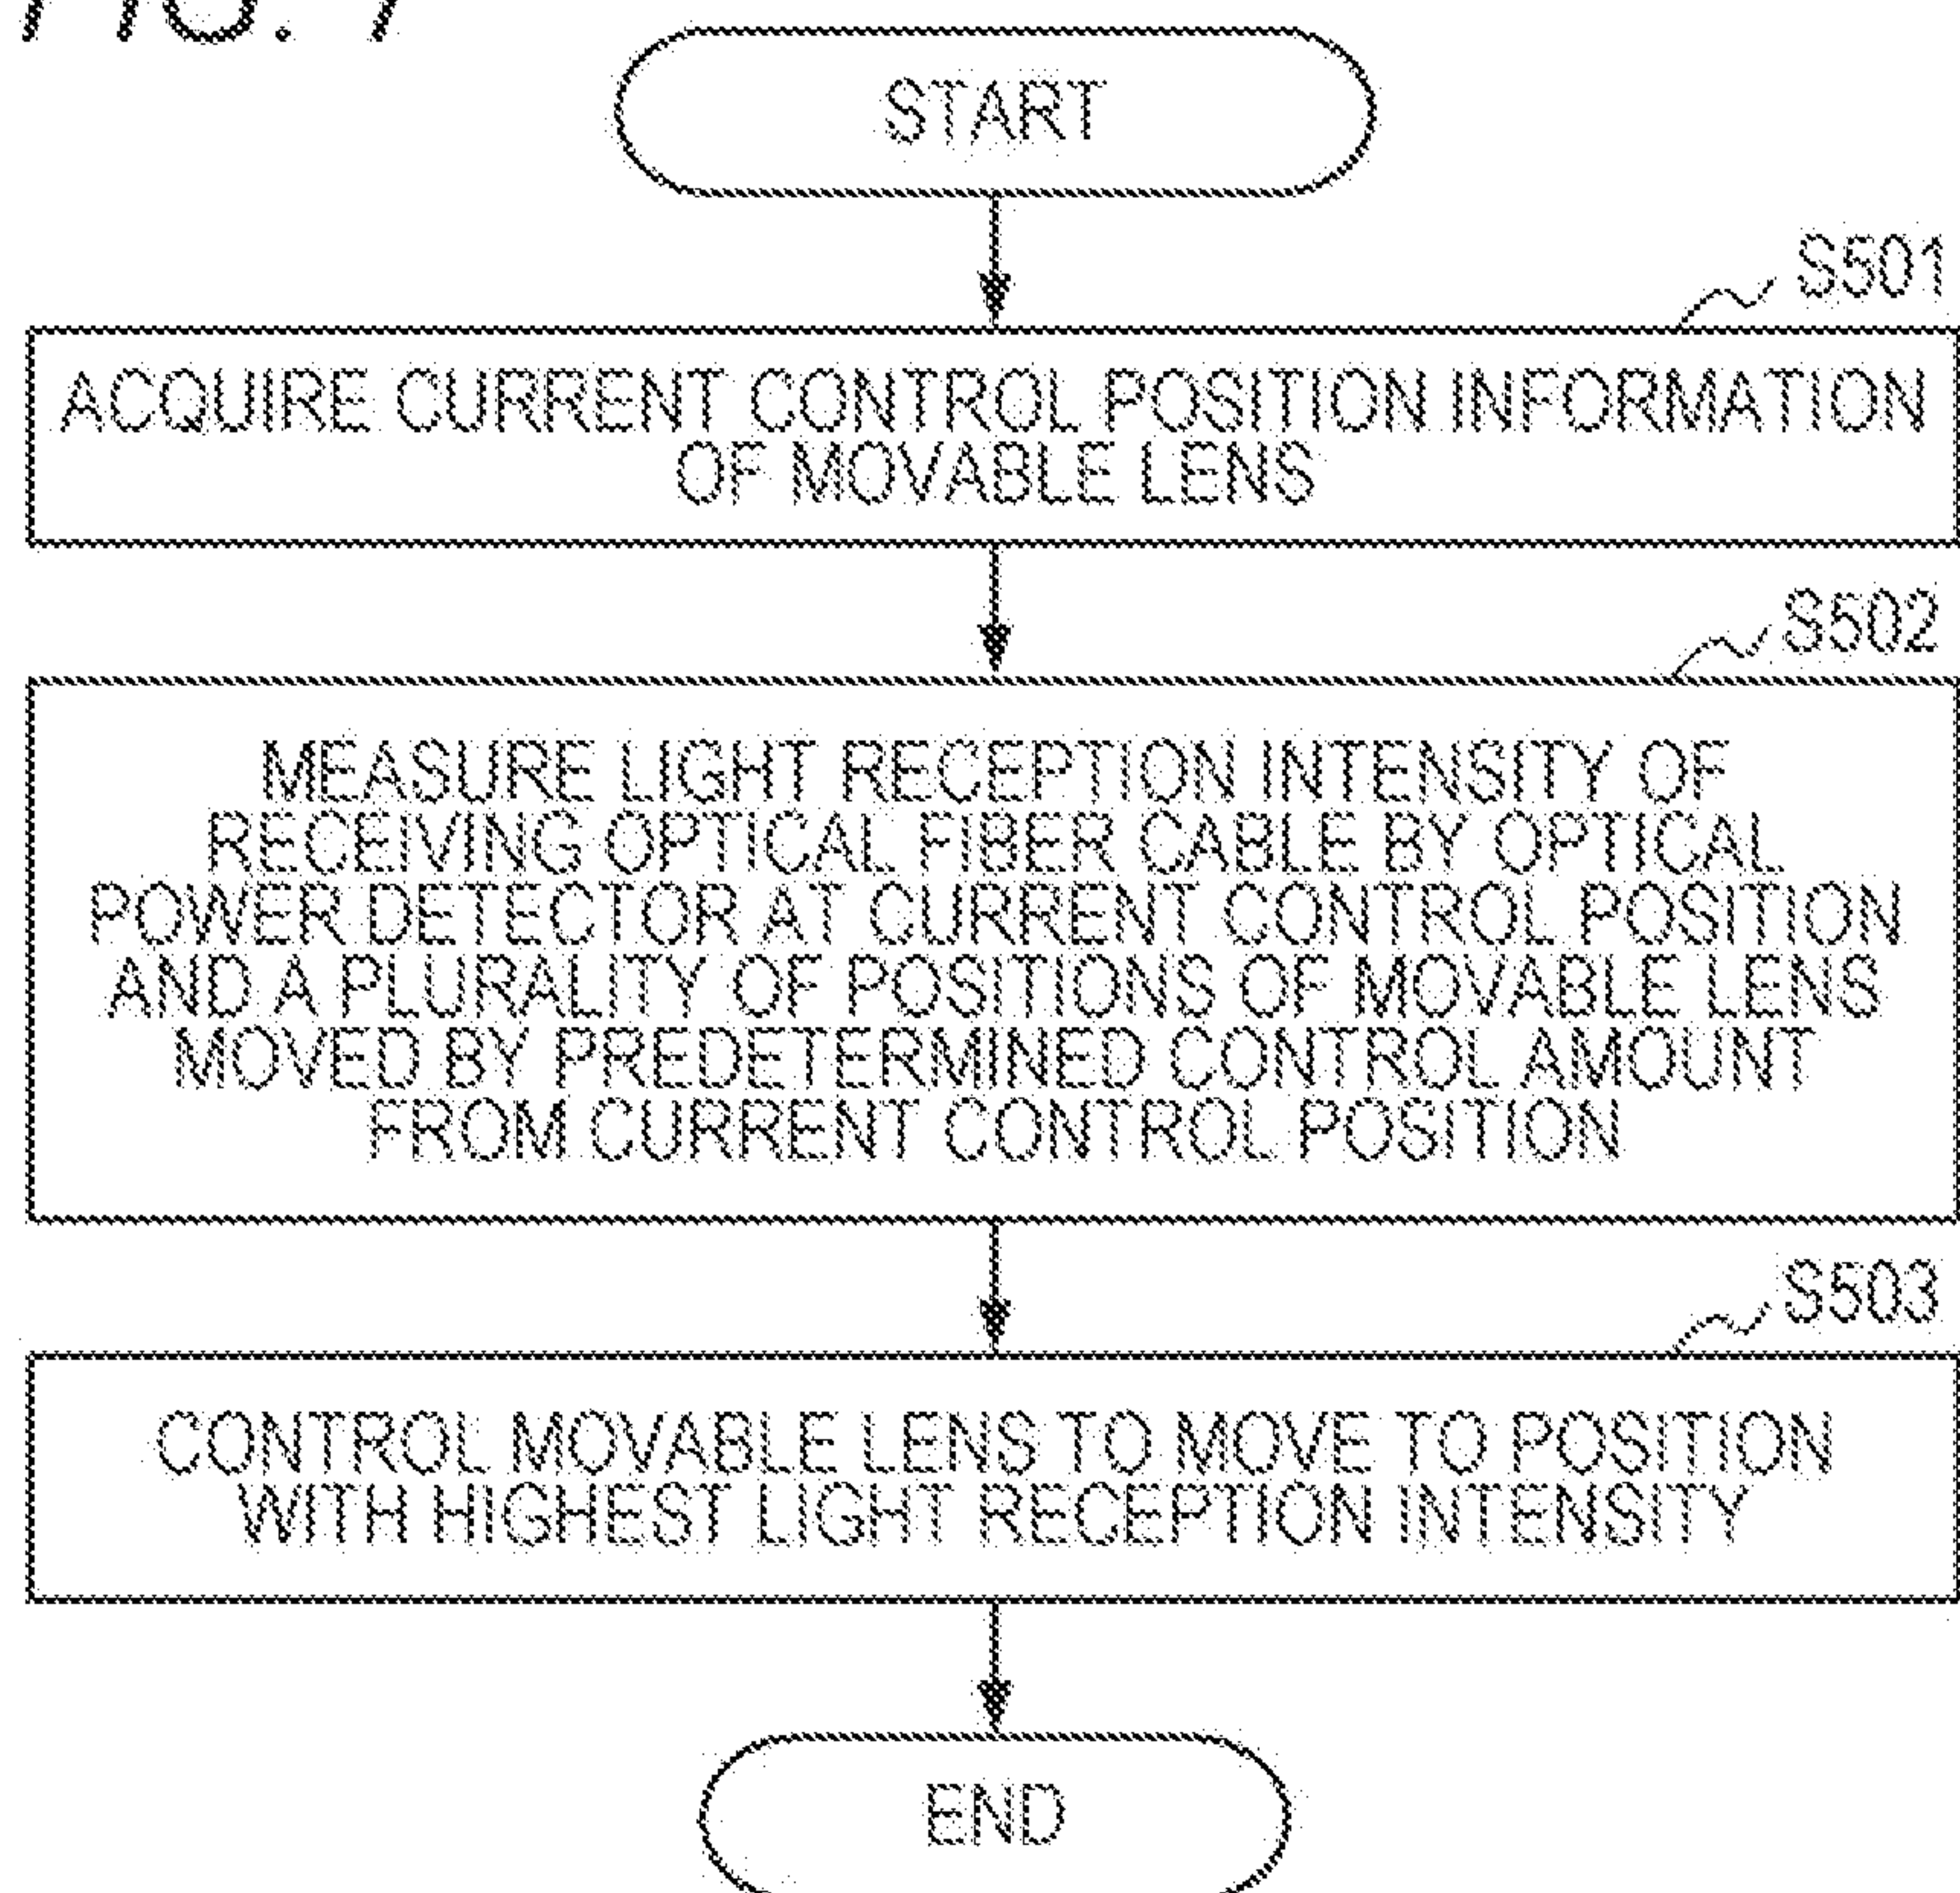 FIG. 7
START
S501
ACQUIRE CURRENT CONTROL POSITION INFORMATION
OF MOVABLE LENS
S502
MEASURE LIGHT RECEPTION INTENSITY OF
RECEIVING OPTICAL FIBER CABLE BY OPTICAL
POWER DETECTOR AT CURRENT CONTROL POSITION
AND A PLURALITY OF POSITIONS OF MOVABLE LENS
MOVED BY PREDETERMINED CONTROL AMOUNT
FROM CURRENT CONTROL POSITION
S503
CONTROL MOVABLE LENS TO MOVE TO POSITION
WITH HIGHEST LIGHT RECEPTION INTENSITY
END